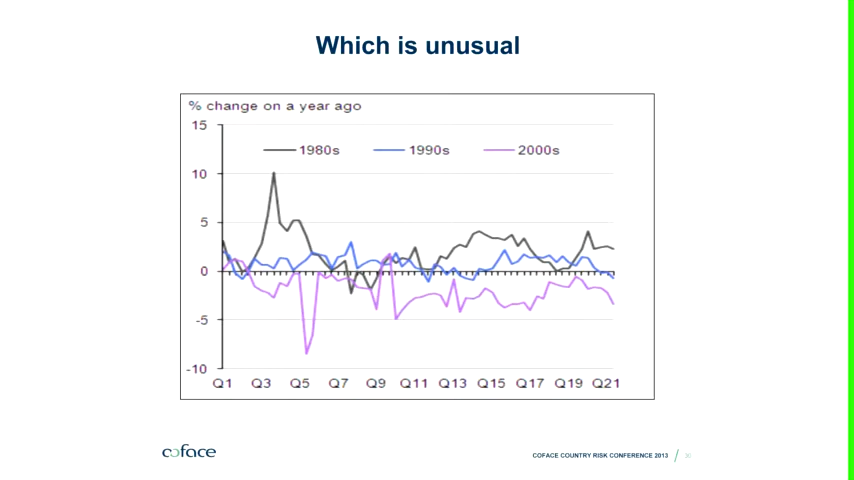 Which is unusual
% change on a year ago
15
1980s 1990s 2000s
10
5
0
-5
-10
Q1 Q3 Q5 Q7 Q9 Q11 Q13 Q15 Q17 Q19 Q21
coface
COFACE COUNTRY RISK CONFERENCE 2013 /